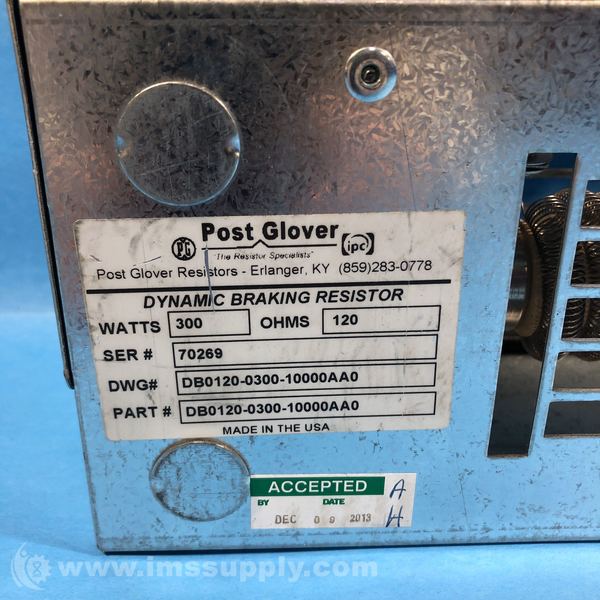 PG Post Glover ipc
"The Resistor Specialists"
Post Glover Resistors - Erlanger, KY (859)283-0778
DYNAMIC BRAKING RESISTOR
WATTS 300 OHMS 120
SER # 70269
DWG# DB0120-0300-10000AA0
PART # DB0120-0300-10000AA0
MADE IN THE USA
ACCEPTED A
BY DATE
DEC 09 2013 H
www.imssupply.com